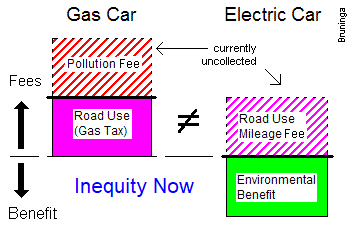 Gas Car
Electric Car
Bruninga
currently
uncollected
Pollution Fee
Fees
Road Use
(Gas Tax)
≠
Road Use
Mileage Fee
Environmental
Benefit
Inequity Now
Benefit